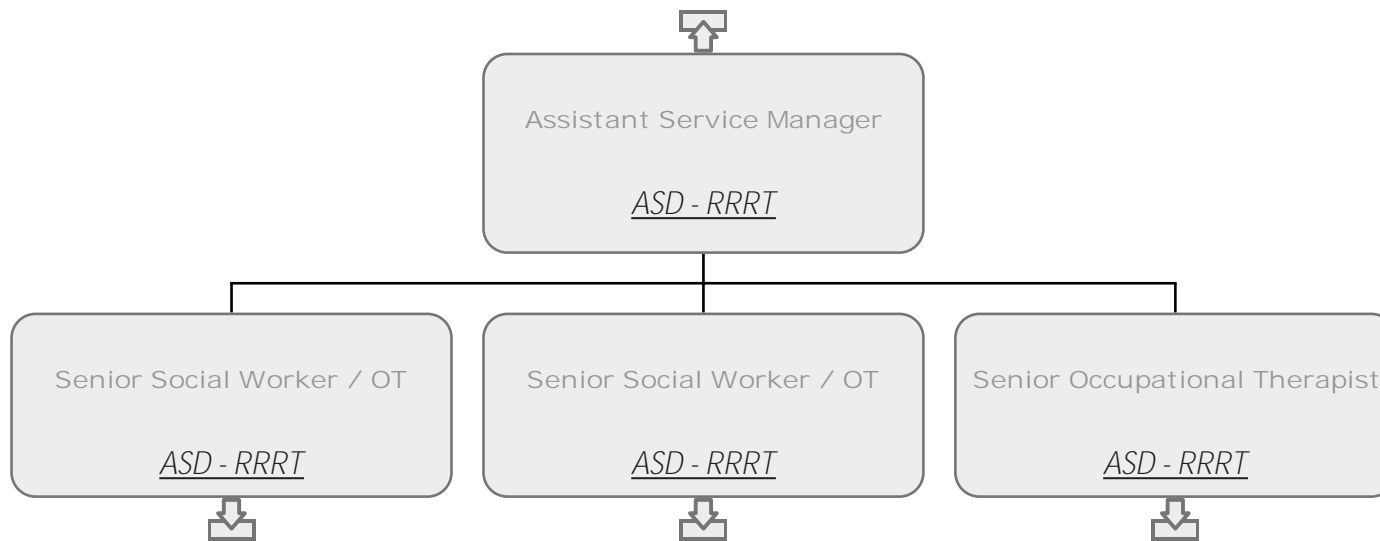 Assistant Service Manager
ASD - RRRT
Senior Social Worker / OT
ASD - RRRT
Senior Social Worker / OT
ASD - RRRT
Senior Occupational Therapist
ASD - RRRT